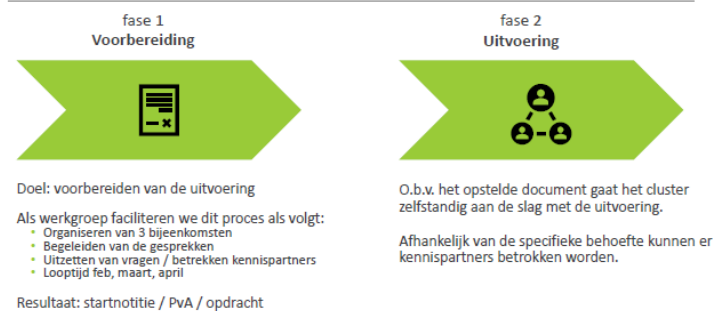 fase 1
Voorbereiding
Doel: voorbereiden van de uitvoering
Als werkgroep faciliteren we dit proces als volgt:
• Organiseren van 3 bijeenkomsten
• Begeleiden van de gesprekken
• Uitzetten van vragen / betrekken kennispartners
• Looptijd feb, maart, april
Resultaat: startnotitie / PvA / opdracht
fase 2
Uitvoering
O.b.v. het opstelde document gaat het cluster
zelfstandig aan de slag met de uitvoering.
Afhankelijk van de specifieke behoefte kunnen er
kennispartners betrokken worden.